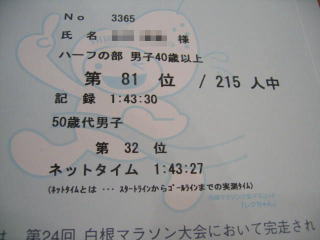 No 3365
氏 名 様
ハーフの部 男子40歳以上
第 81 位 / 215 人中
記 録 1:43:30
50歳代男子
第 32 位
ネットタイム 1:43:27
(ネットタイムとは ・・・ スタートラインからゴールラインまでの実測タイム)
は、第24回 白根マラソン大会において完走され